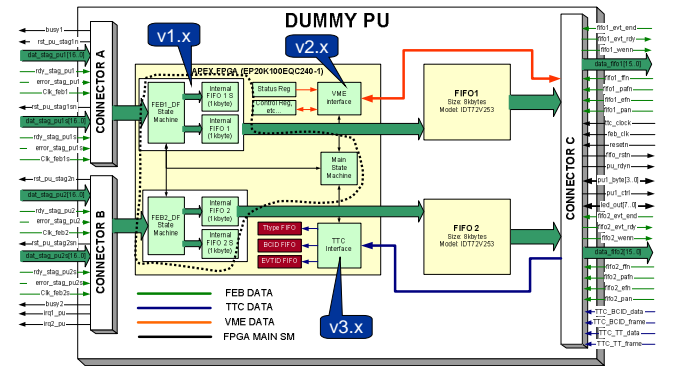 DUMMY PU
v1.x
v2.x
APEX FPGA (EP20K100EQC240-1)
CONNECTOR A
busy1
rst_pu_stag1n
dat_stag_pu1[16..0]
rdy_stag_pu1
error_stag_pu1
Clk_feb1
rst_pu_stag1sn
dat_stag_pu1s[16..0]
rdy_stag_pu1s
error_stag_pu1s
Clk_feb1s
CONNECTOR B
rst_pu_stag2n
dat_stag_pu2[16..0]
rdy_stag_pu2
error_stag_pu2
Clk_feb2
rst_pu_stag2sn
dat_stag_pu2s[16..0]
rdy_stag_pu2s
error_stag_pu2s
Clk_feb2s
busy2
irq1_pu
irq2_pu
FEB1_DF
State
Machine
Internal
FIFO 1 S
(1kbyte)
Internal
FIFO 1
(1kbyte)
Status Reg
Control Reg,
etc...
VME
interface
Main
State
Machine
FEB2_DF
State
Machine
Internal
FIFO 2
(1kbyte)
Internal
FIFO 2 S
(1kbyte)
Ttype FIFO
BCID FIFO
EVTID FIFO
TTC
Interface
FIFO1
Size: 8kbytes
Model: IDT72V253
FIFO 2
Size: 8kbytes
Model: IDT72V253
FEB DATA
TTC DATA
VME DATA
FPGA MAIN SM
v3.x
CONNECTOR C
fifo1_evt_end
fifo1_evt_rdy
fifo1_wenn
data_fifo1[15..0]
fifo1_ffn
fifo1_pafn
fifo1_efn
fifo1_pan
ttc_clock
feb_clk
resetn
fifo_rstn
pu_rdyn
pu1_byte[3..0]
pu1_ctrl
led_out[7..0]
fifo2_evt_end
fifo2_evt_rdy
fifo2_wenn
data_fifo2[15..0]
fifo2_ffn
fifo2_pafn
fifo2_efn
fifo2_pan
TTC_BCID_data
TTC_BCID_frame
TTC_TT_data
TTC_TT_frame